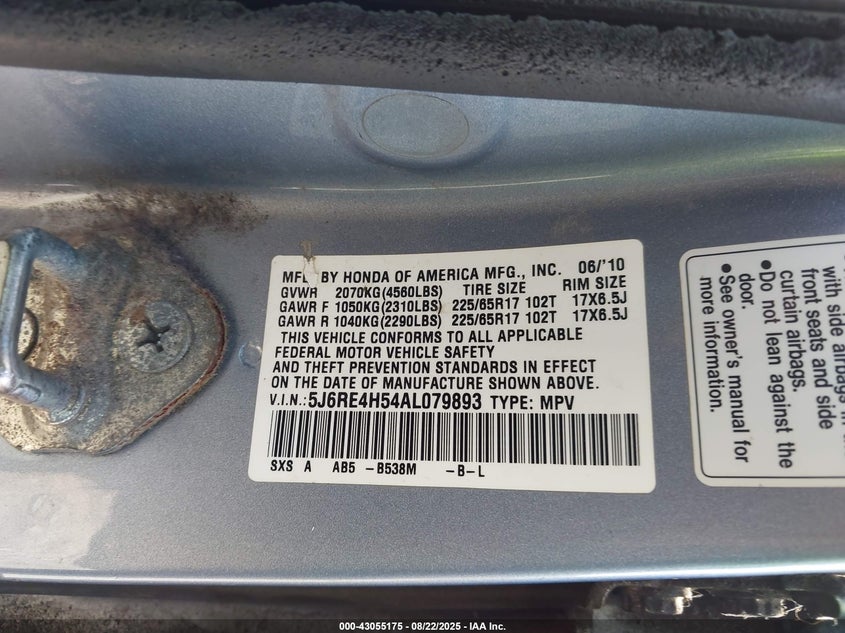 MFD BY HONDA OF AMERICA MFG., INC. 06/'10
GVWR 2070KG(4560LBS) TIRE SIZE RIM SIZE
GAWR F 1050KG(2310LBS) 225/65R17 102T 17X6.5J
GAWR R 1040KG(2290LBS) 225/65R17 102T 17X6.5J
THIS VEHICLE CONFORMS TO ALL APPLICABLE
FEDERAL MOTOR VEHICLE SAFETY
AND THEFT PREVENTION STANDARDS IN EFFECT
ON THE DATE OF MANUFACTURE SHOWN ABOVE.
V.I.N.:5J6RE4H54AL079893 TYPE: MPV
SXS A AB5 -B538M -B-L
with side airbags in
front seats and side
curtain airbags.
•Do not lean against the
door.
•See owner's manual for
more information.
000-43055175 - 08/22/2025 - IAA Inc.